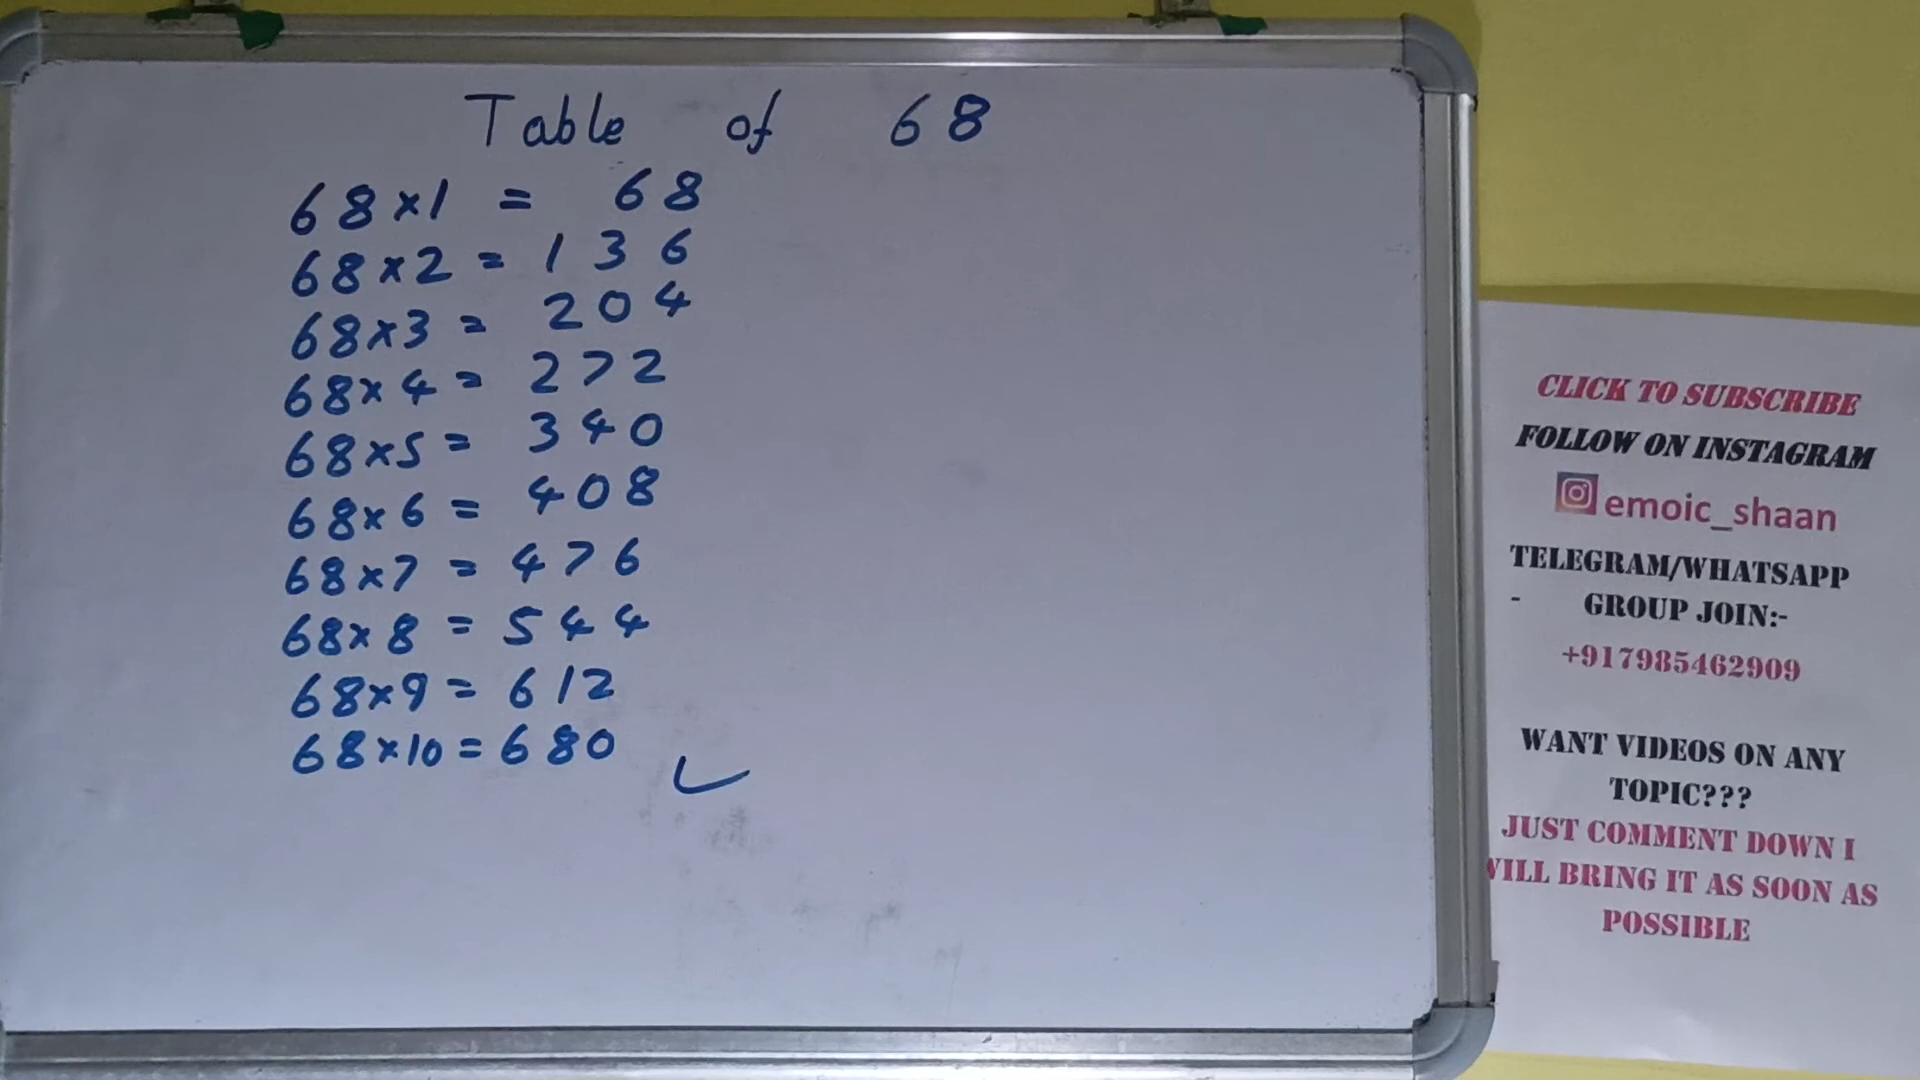 Table of 68
68×1 = 68
68×2 = 136
68×3 = 204
68×4 = 272
68×5 = 340
68×6 = 408
68×7 = 476
68×8 = 544
68×9 = 612
68×10 = 680
CLICK TO SUBSCRIBE
FOLLOW ON INSTAGRAM
emoic_shaan
TELEGRAM/WHATSAPP
- GROUP JOIN:-
+917985462909
WANT VIDEOS ON ANY
TOPIC???
JUST COMMENT DOWN I
WILL BRING IT AS SOON AS
POSSIBLE